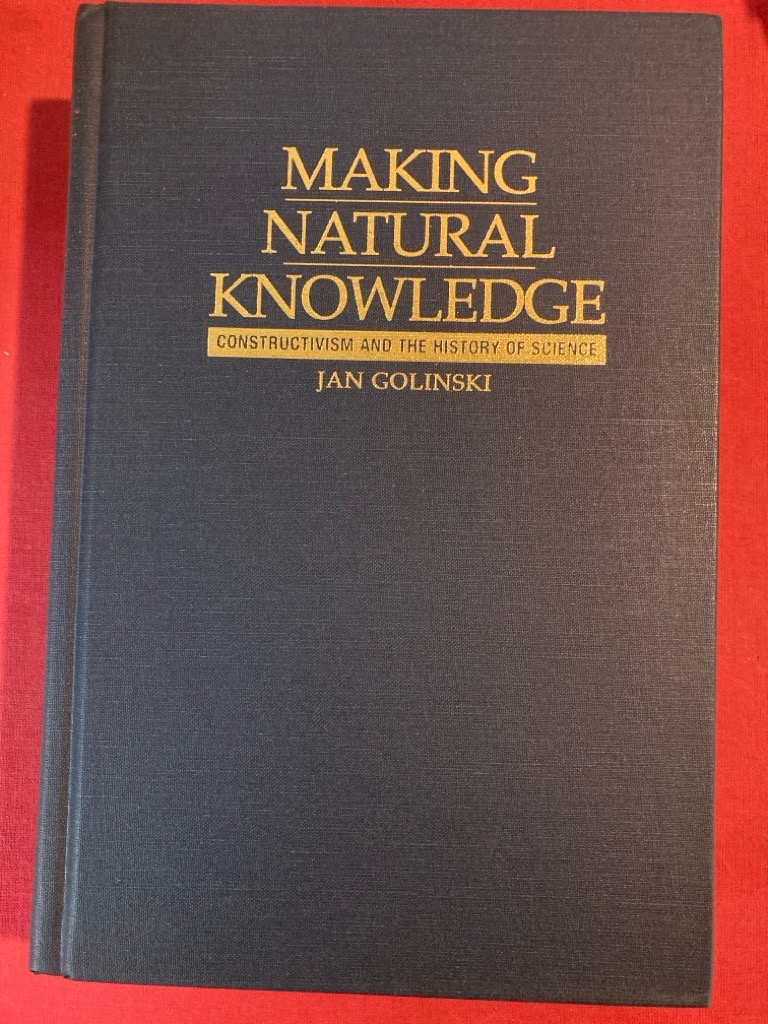 MAKING
NATURAL
KNOWLEDGE
CONSTRUCTIVISM AND THE HISTORY OF SCIENCE
JAN GOLINSKI